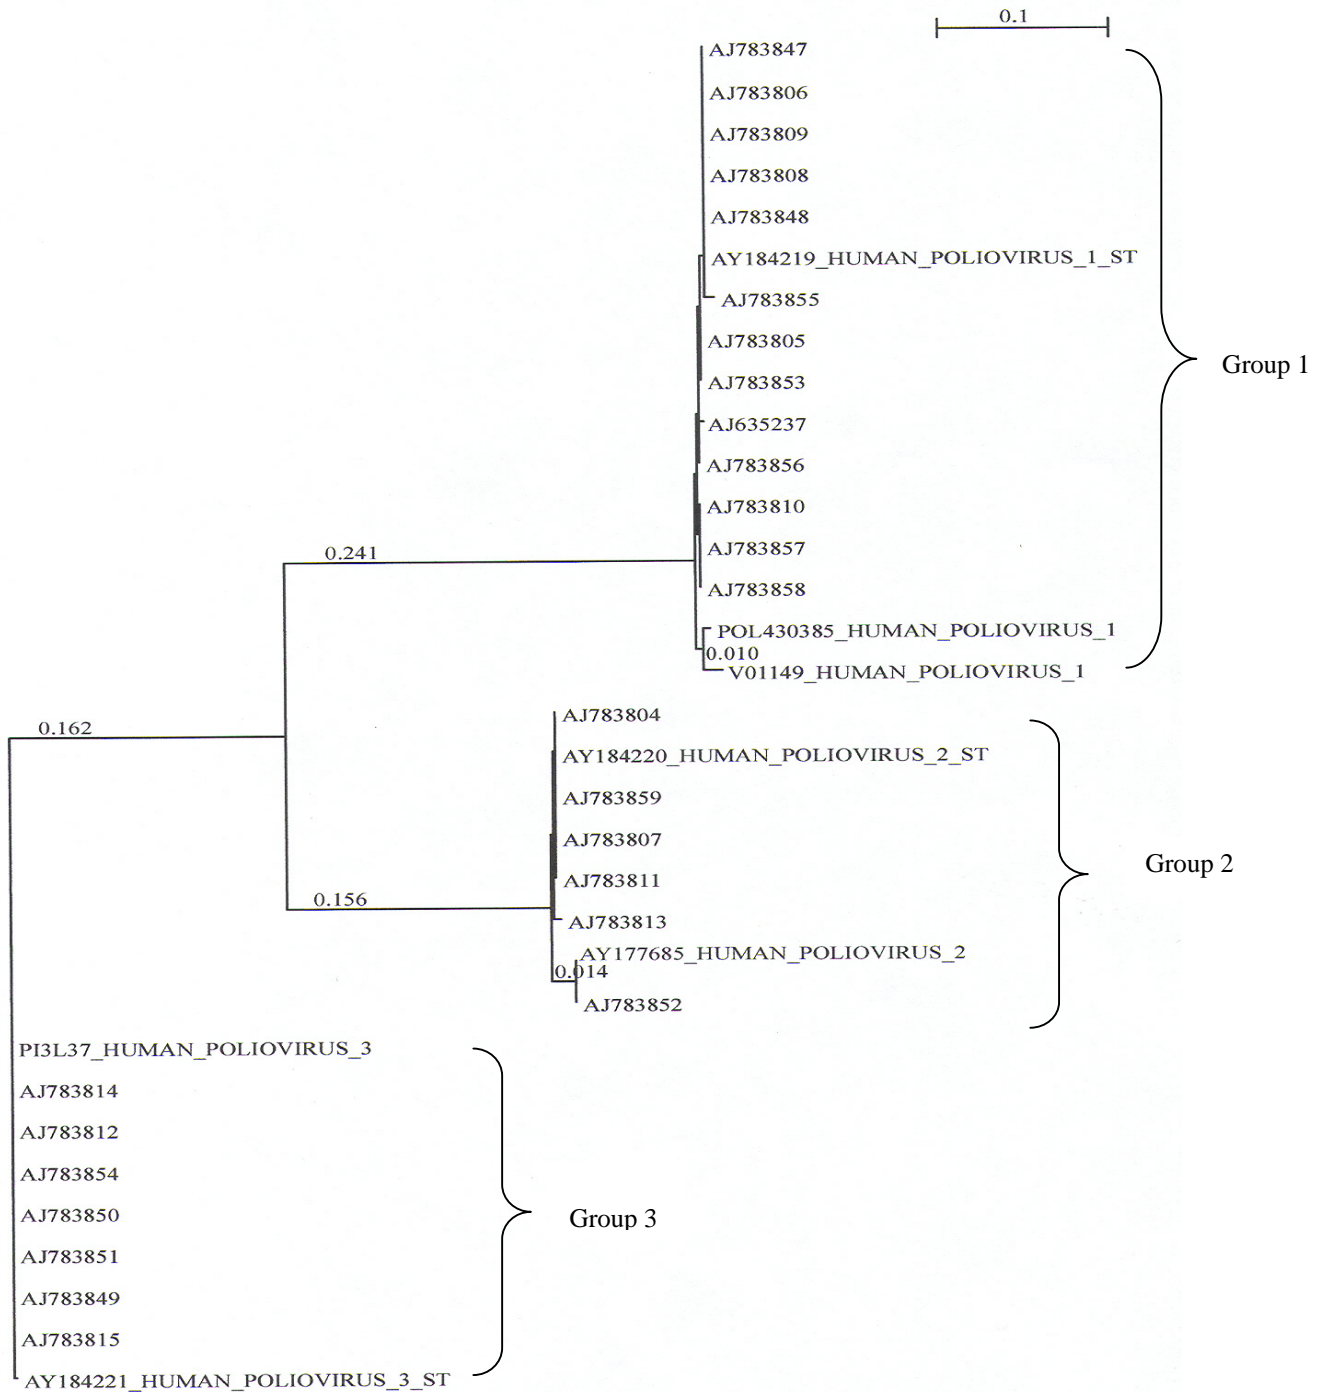 0.1
AJ783847
AJ783806
AJ783809
AJ783808
AJ783848
AY184219_HUMAN_POLIOVIRUS_1_ST
AJ783855
AJ783805
AJ783853
Group 1
AJ635237
AJ783856
AJ783810
AJ783857
0.241
AJ783858
POL430385_HUMAN_POLIOVIRUS_1
0.010
V01149_HUMAN_POLIOVIRUS_1
AJ783804
0.162
AY184220_HUMAN_POLIOVIRUS_2_ST
AJ783859
AJ783807
Group 2
AJ783811
0.156
AJ783813
AY177685_HUMAN_POLIOVIRUS_2
0.014
AJ783852
PI3L37_HUMAN_POLIOVIRUS_3
AJ783814
AJ783812
AJ783854
AJ783850
Group 3
AJ783851
AJ783849
AJ783815
AY184221_HUMAN_POLIOVIRUS_3_ST